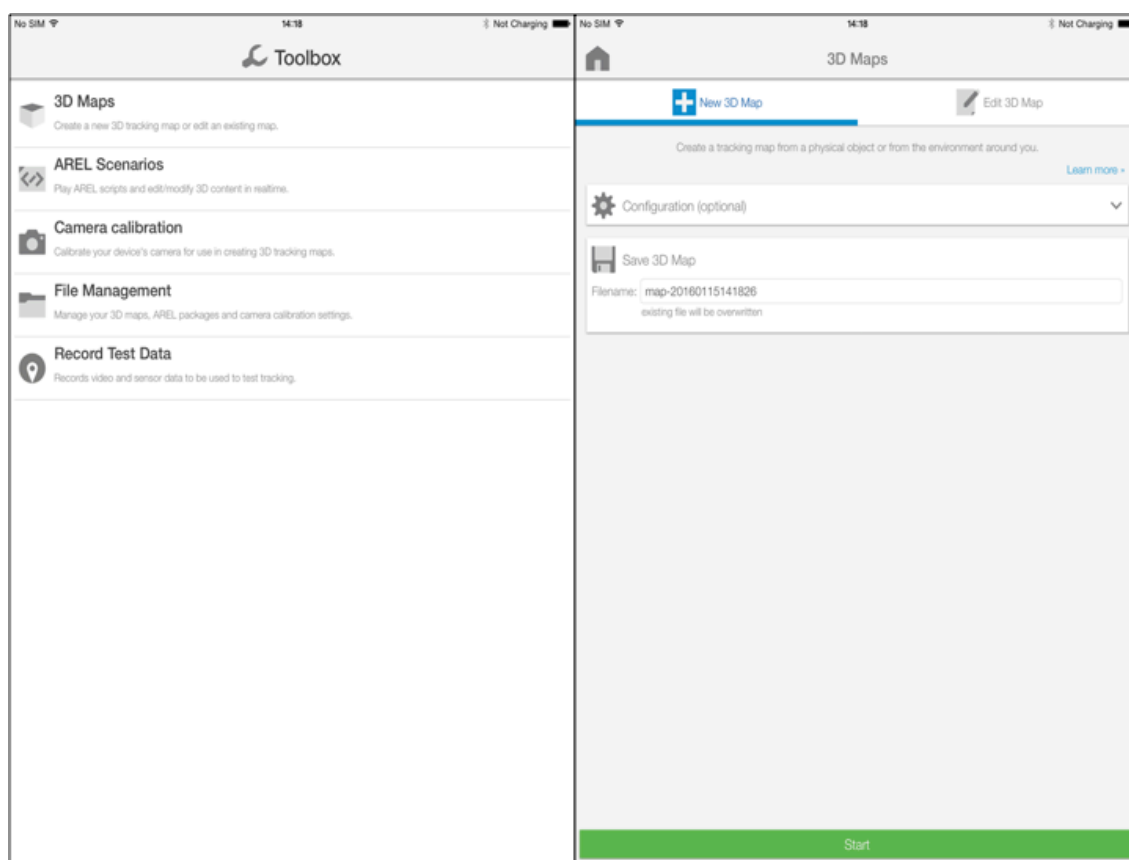 No SIM 14:18 Not Charging
Toolbox
3D Maps
Create a new 3D tracking map or edit an existing map.
AREL Scenarios
Play AREL scripts and edit/modify 3D content in realtime.
Camera calibration
Calibrate your device's camera for use in creating 3D tracking maps.
File Management
Manage your 3D maps, AREL packages and camera calibration settings.
Record Test Data
Records video and sensor data to be used to test tracking.
No SIM 14:18 Not Charging
3D Maps
New 3D Map Edit 3D Map
Create a tracking map from a physical object or from the environment around you.
Learn more »
Configuration (optional)
Save 3D Map
Filename: map-20160115141826
existing file will be overwritten
Start